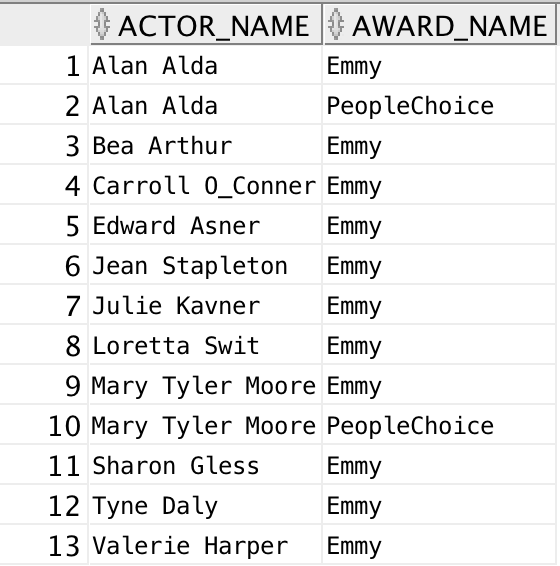 ACTOR_NAME AWARD_NAME
1 Alan Alda Emmy
2 Alan Alda PeopleChoice
3 Bea Arthur Emmy
4 Carroll O_Conner Emmy
5 Edward Asner Emmy
6 Jean Stapleton Emmy
7 Julie Kavner Emmy
8 Loretta Swit Emmy
9 Mary Tyler Moore Emmy
10 Mary Tyler Moore PeopleChoice
11 Sharon Gless Emmy
12 Tyne Daly Emmy
13 Valerie Harper Emmy